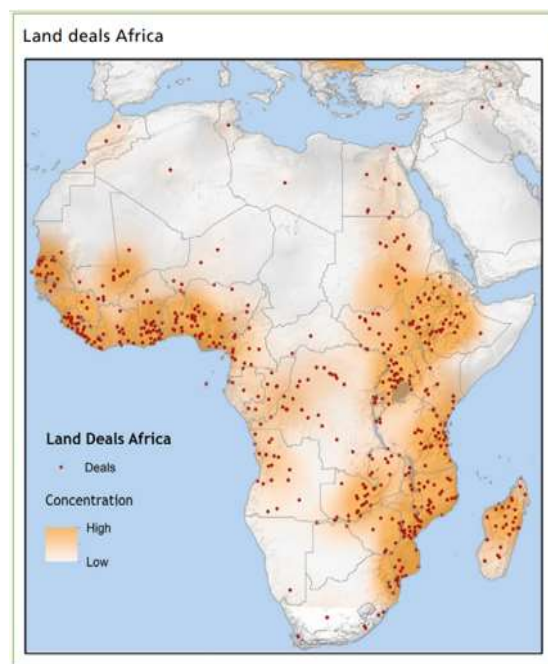 Land deals Africa
Land Deals Africa
Deals
Concentration
High
Low